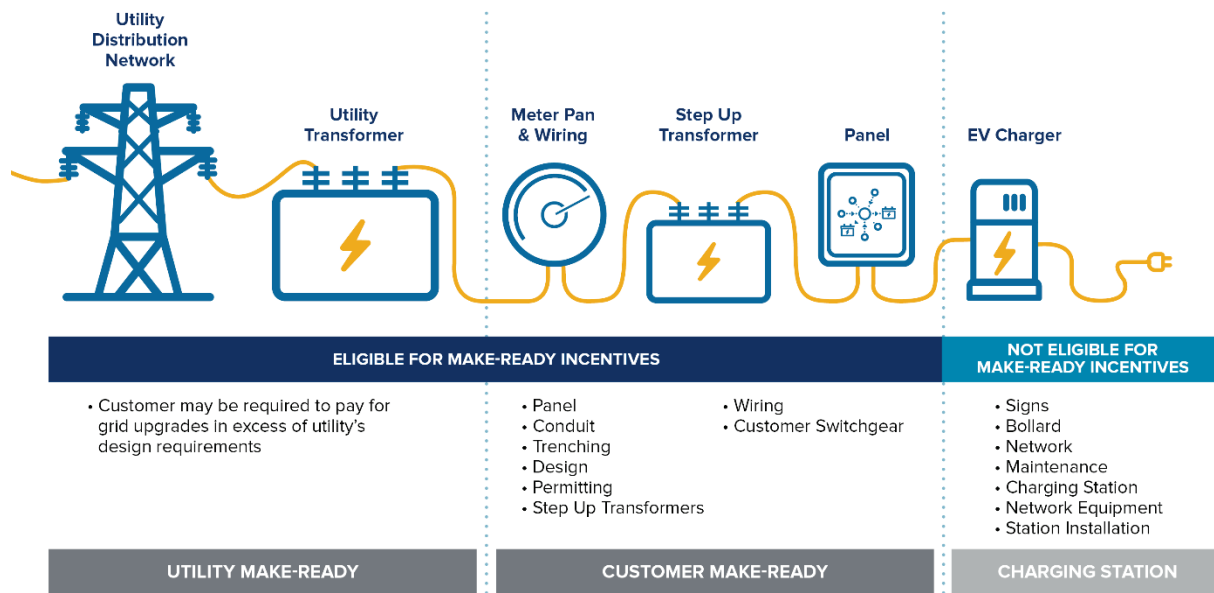 Utility
Distribution
Network
Utility
Transformer
Meter Pan
& Wiring
Step Up
Transformer
Panel
EV Charger
ELIGIBLE FOR MAKE-READY INCENTIVES
NOT ELIGIBLE FOR
MAKE-READY INCENTIVES
• Customer may be required to pay for
grid upgrades in excess of utility’s
design requirements
• Panel
• Conduit
• Trenching
• Design
• Permitting
• Step Up Transformers
• Wiring
• Customer Switchgear
• Signs
• Bollard
• Network
• Maintenance
• Charging Station
• Network Equipment
• Station Installation
UTILITY MAKE-READY
CUSTOMER MAKE-READY
CHARGING STATION